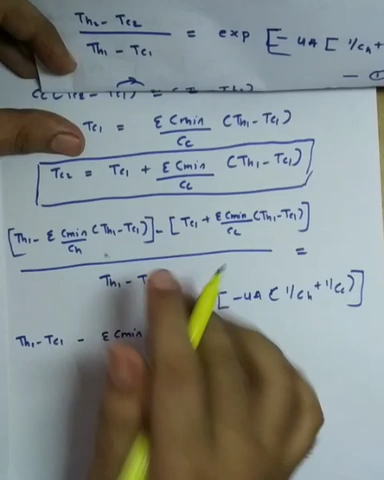 Th2 - Tc2 / Th1 - Tc1 = exp [ - UA [ 1/Ch +
- ①
Tc1 = ε Cmin / Cc (Th1 - Tc1)
Tc2 = Tc1 + ε Cmin / Cc (Th1 - Tc1)
[Th1 - ε Cmin / Ch (Th1 - Tc1)] - [Tc1 + ε Cmin / Cc (Th1 - Tc1)] / Th1 - T =
[ - UA ( 1/Ch + 1/Cc ) ]
Th1 - Tc1 - ε Cmin